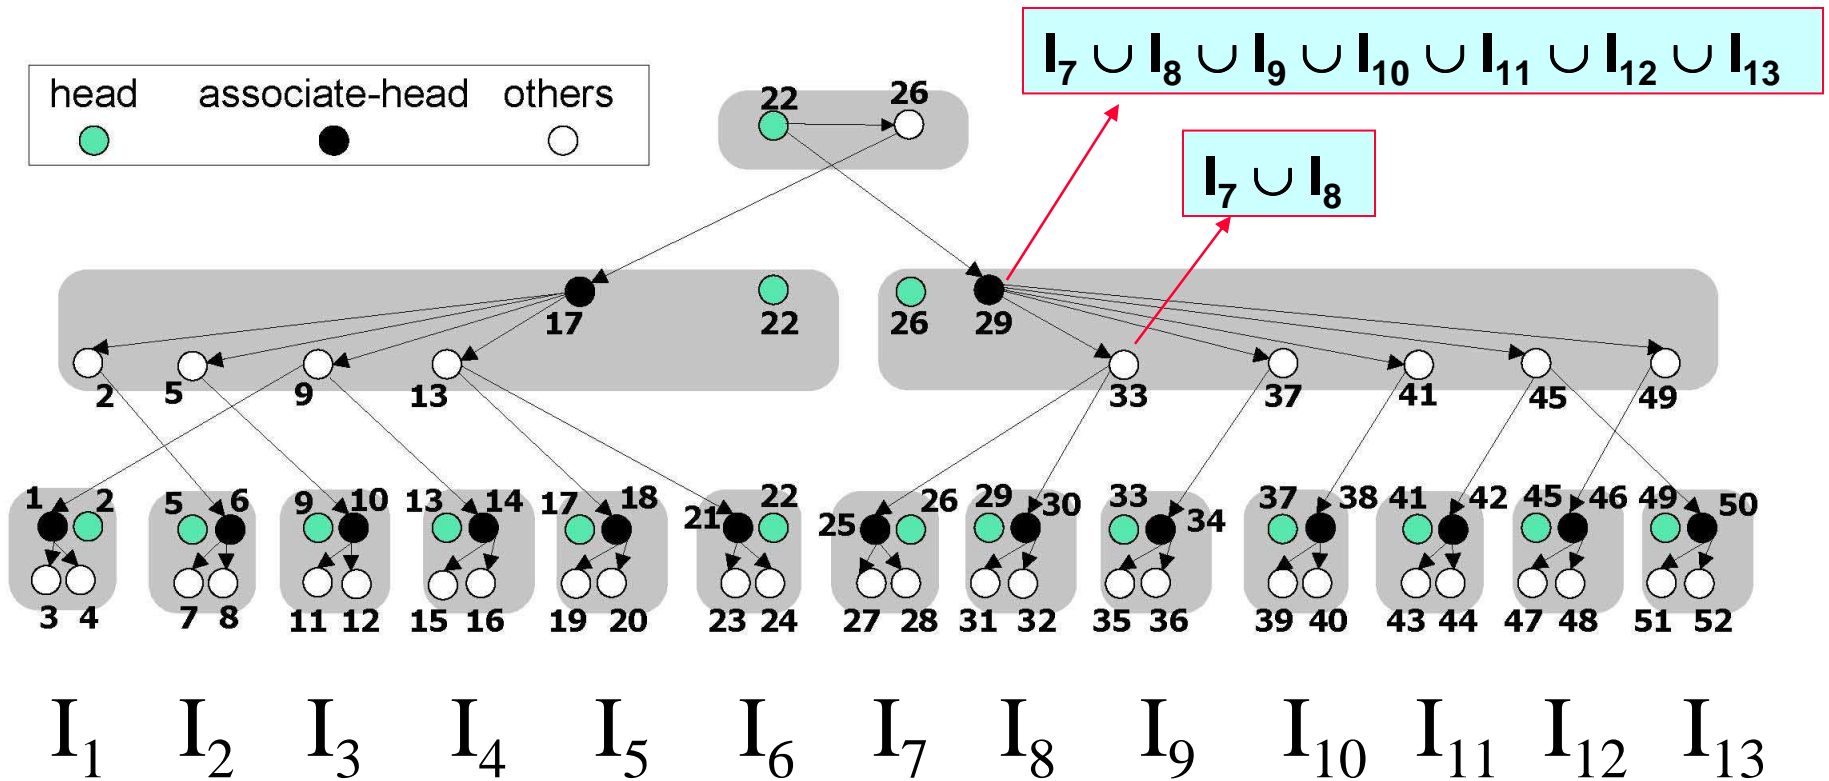 I7 ∪ I8 ∪ I9 ∪ I10 ∪ I11 ∪ I12 ∪ I13
head associate-head others
22 26
I7 ∪ I8
17 22 26 29
2 5 9 13 33 37 41 45 49
1 2 5 6 9 10 13 14 17 18 21 22 25 26 29 30 33 34 37 38 41 42 45 46 49 50
3 4 7 8 11 12 15 16 19 20 23 24 27 28 31 32 35 36 39 40 43 44 47 48 51 52
I1 I2 I3 I4 I5 I6 I7 I8 I9 I10 I11 I12 I13